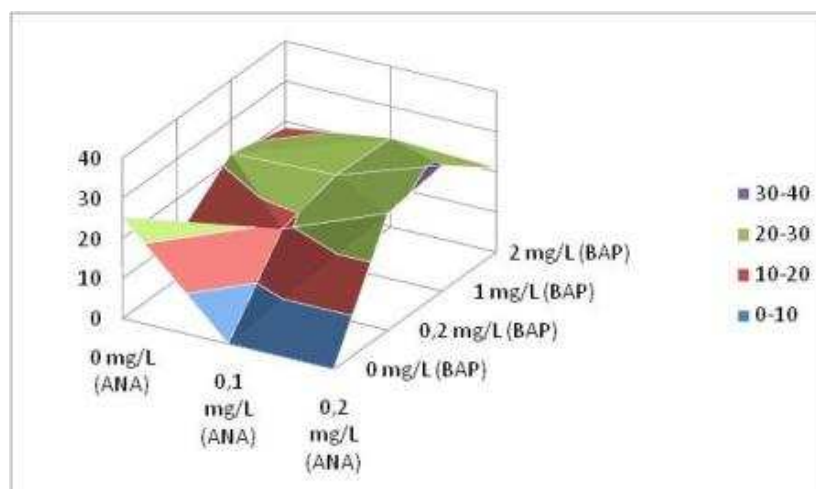 40
30
20
10
0
0 mg/L
(ANA)
0,1
mg/L
(ANA)
0,2
mg/L
(ANA)
0 mg/L (BAP)
0,2 mg/L (BAP)
1 mg/L (BAP)
2 mg/L (BAP)
30-40
20-30
10-20
0-10